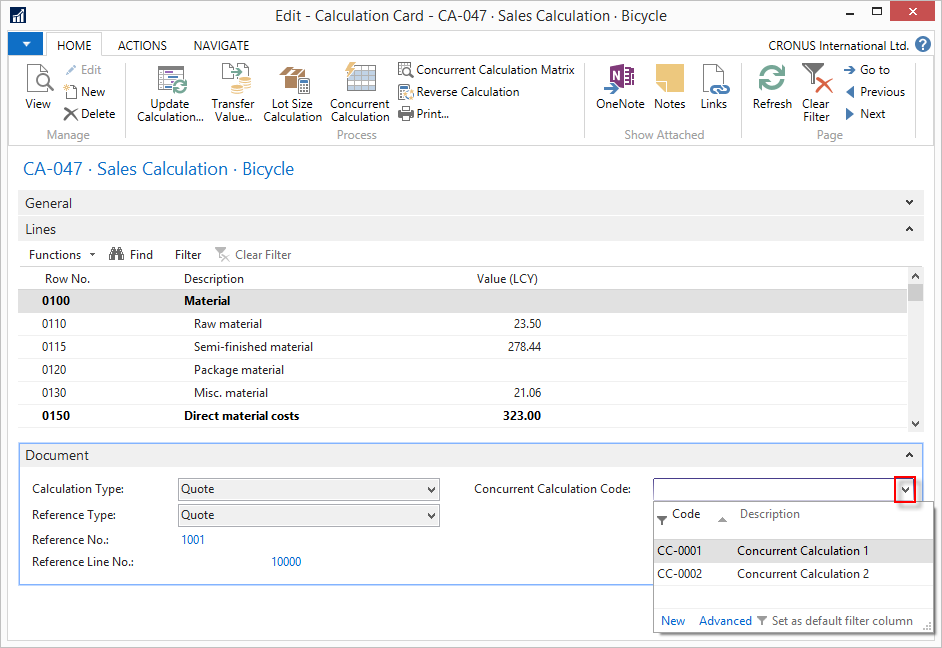 Edit - Calculation Card - CA-047 · Sales Calculation · Bicycle
HOME ACTIONS NAVIGATE CRONUS International Ltd. ?
View
Edit
New
Delete
Manage
Update Calculation...
Transfer Value...
Lot Size Calculation
Concurrent Calculation
Concurrent Calculation Matrix
Reverse Calculation
Print...
Process
OneNote
Notes
Links
Show Attached
Refresh
Clear Filter
Go to
Previous
Next
Page
CA-047 · Sales Calculation · Bicycle
General
Lines
Functions Find Filter Clear Filter
Row No. Description Value (LCY)
0100 Material
0110 Raw material 23.50
0115 Semi-finished material 278.44
0120 Package material
0130 Misc. material 21.06
0150 Direct material costs 323.00
Document
Calculation Type: Quote Concurrent Calculation Code:
Reference Type: Quote
Reference No.: 1001
Reference Line No.: 10000
Code Description
CC-0001 Concurrent Calculation 1
CC-0002 Concurrent Calculation 2
New Advanced Set as default filter column